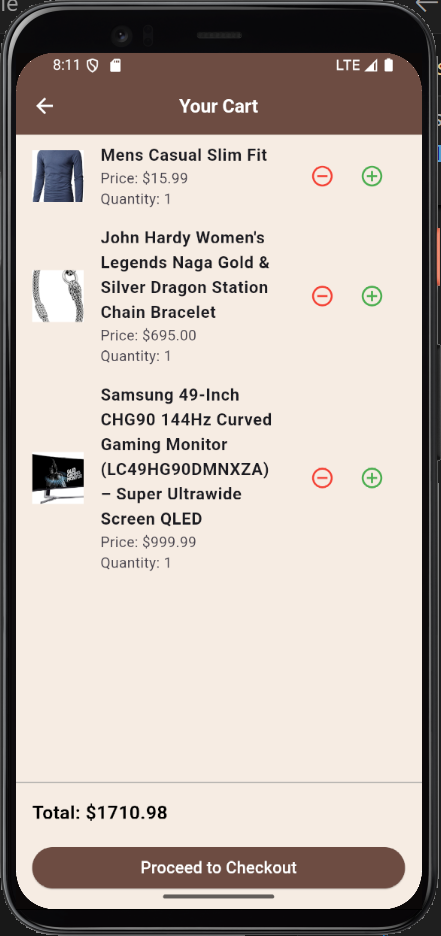 le
8:11
LTE
Your Cart
Mens Casual Slim Fit
Price: $15.99
Quantity: 1
John Hardy Women's
Legends Naga Gold &
Silver Dragon Station
Chain Bracelet
Price: $695.00
Quantity: 1
Samsung 49-Inch
CHG90 144Hz Curved
Gaming Monitor
(LC49HG90DMNXZA)
– Super Ultrawide
Screen QLED
Price: $999.99
Quantity: 1
Total: $1710.98
Proceed to Checkout